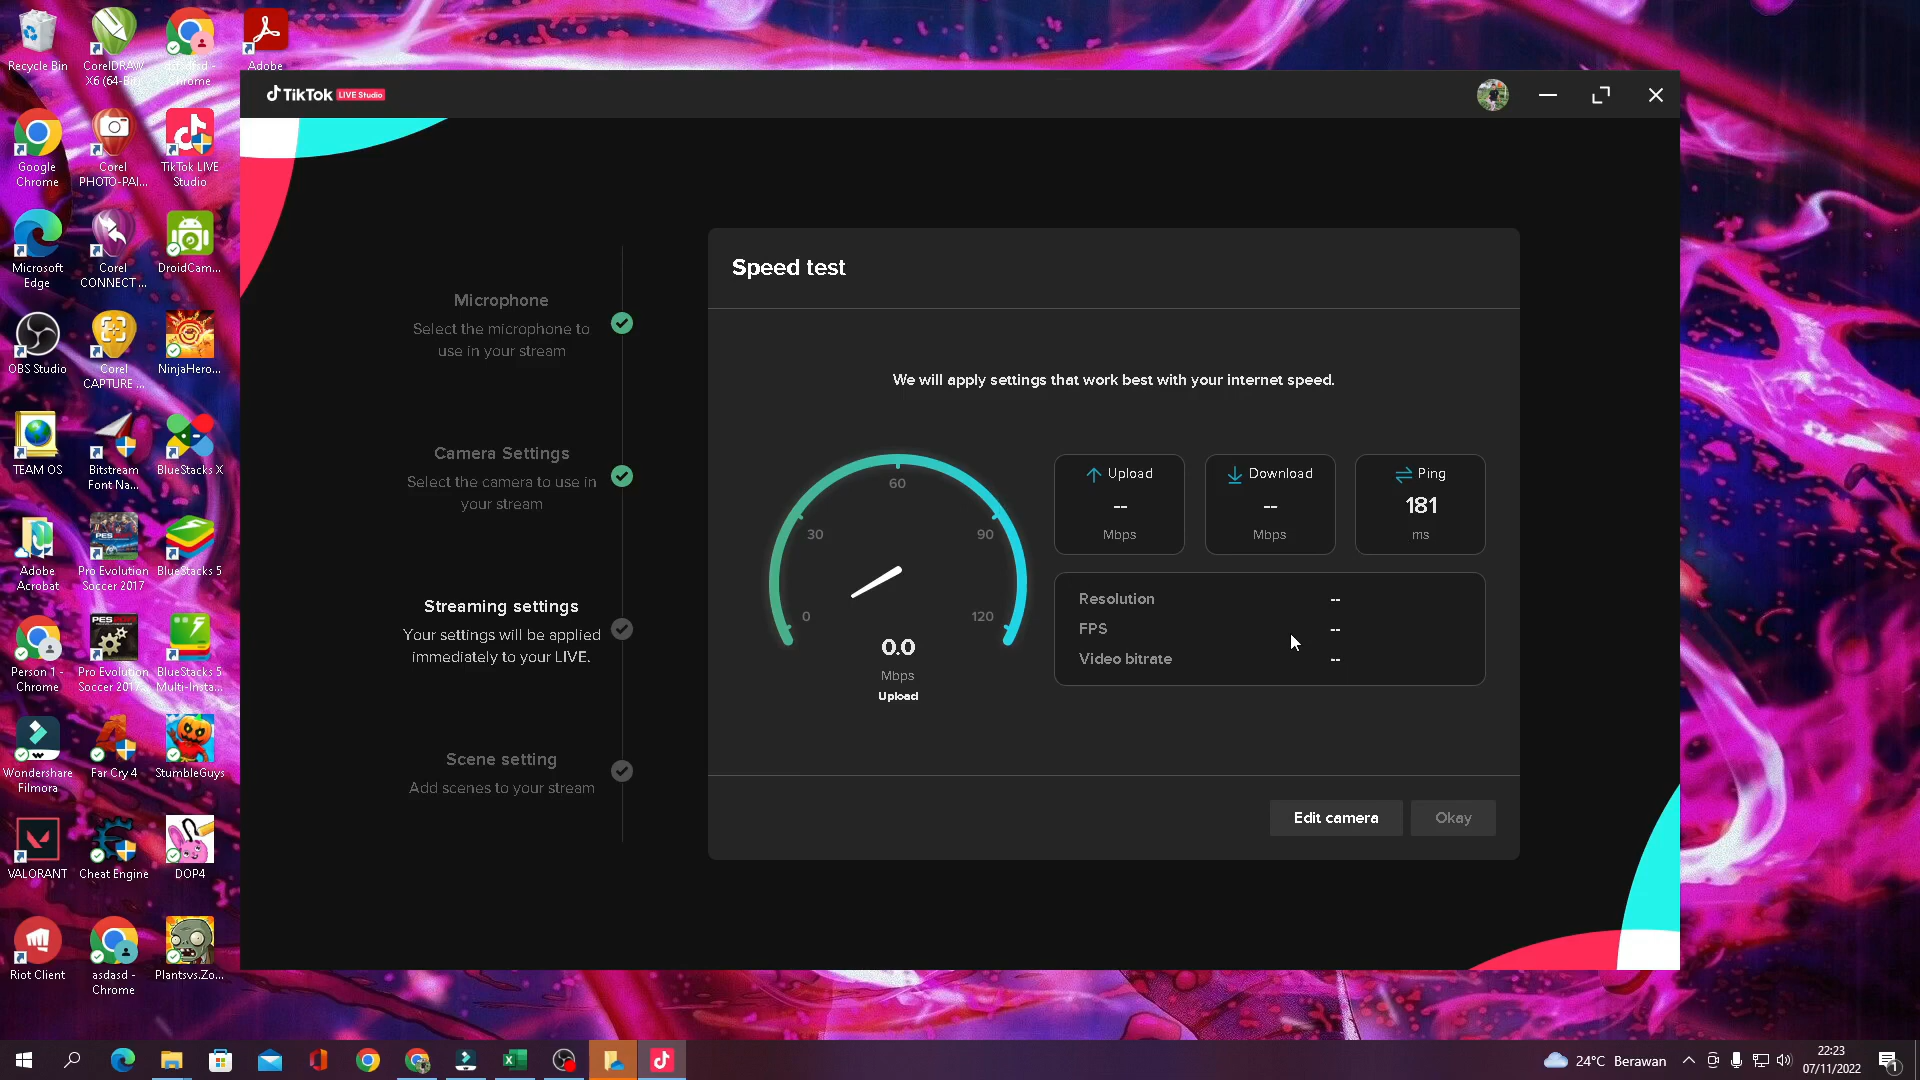 Recycle Bin
CorelDRAW
X6 (64-Bit)
Chrome
Adobe
Google
Chrome
Corel
PHOTO-PAI...
TikTok LIVE
Studio
Microsoft
Edge
Corel
CONNECT ...
DroidCam...
OBS Studio
Corel
CAPTURE ...
NinjaHero...
TEAM OS
Bitstream
Font Na...
BlueStacks X
Adobe
Acrobat
Pro Evolution
Soccer 2017
BlueStacks 5
Person 1 -
Chrome
Pro Evolution
Soccer 2017...
BlueStacks 5
Multi-Insta...
Wondershare
Filmora
Far Cry 4
StumbleGuys
VALORANT
Cheat Engine
DOP4
Riot Client
asdasd -
Chrome
Plantsvs.Zo...
TikTok LIVE Studio
Microphone
Select the microphone to
use in your stream
Camera Settings
Select the camera to use in
your stream
Streaming settings
Your settings will be applied
immediately to your LIVE.
Scene setting
Add scenes to your stream
Speed test
We will apply settings that work best with your internet speed.
0
30
60
90
120
0.0
Mbps
Upload
Upload
--
Mbps
Download
--
Mbps
Ping
181
ms
Resolution --
FPS --
Video bitrate --
Edit camera
Okay
24°C Berawan
22:23
07/11/2022
1